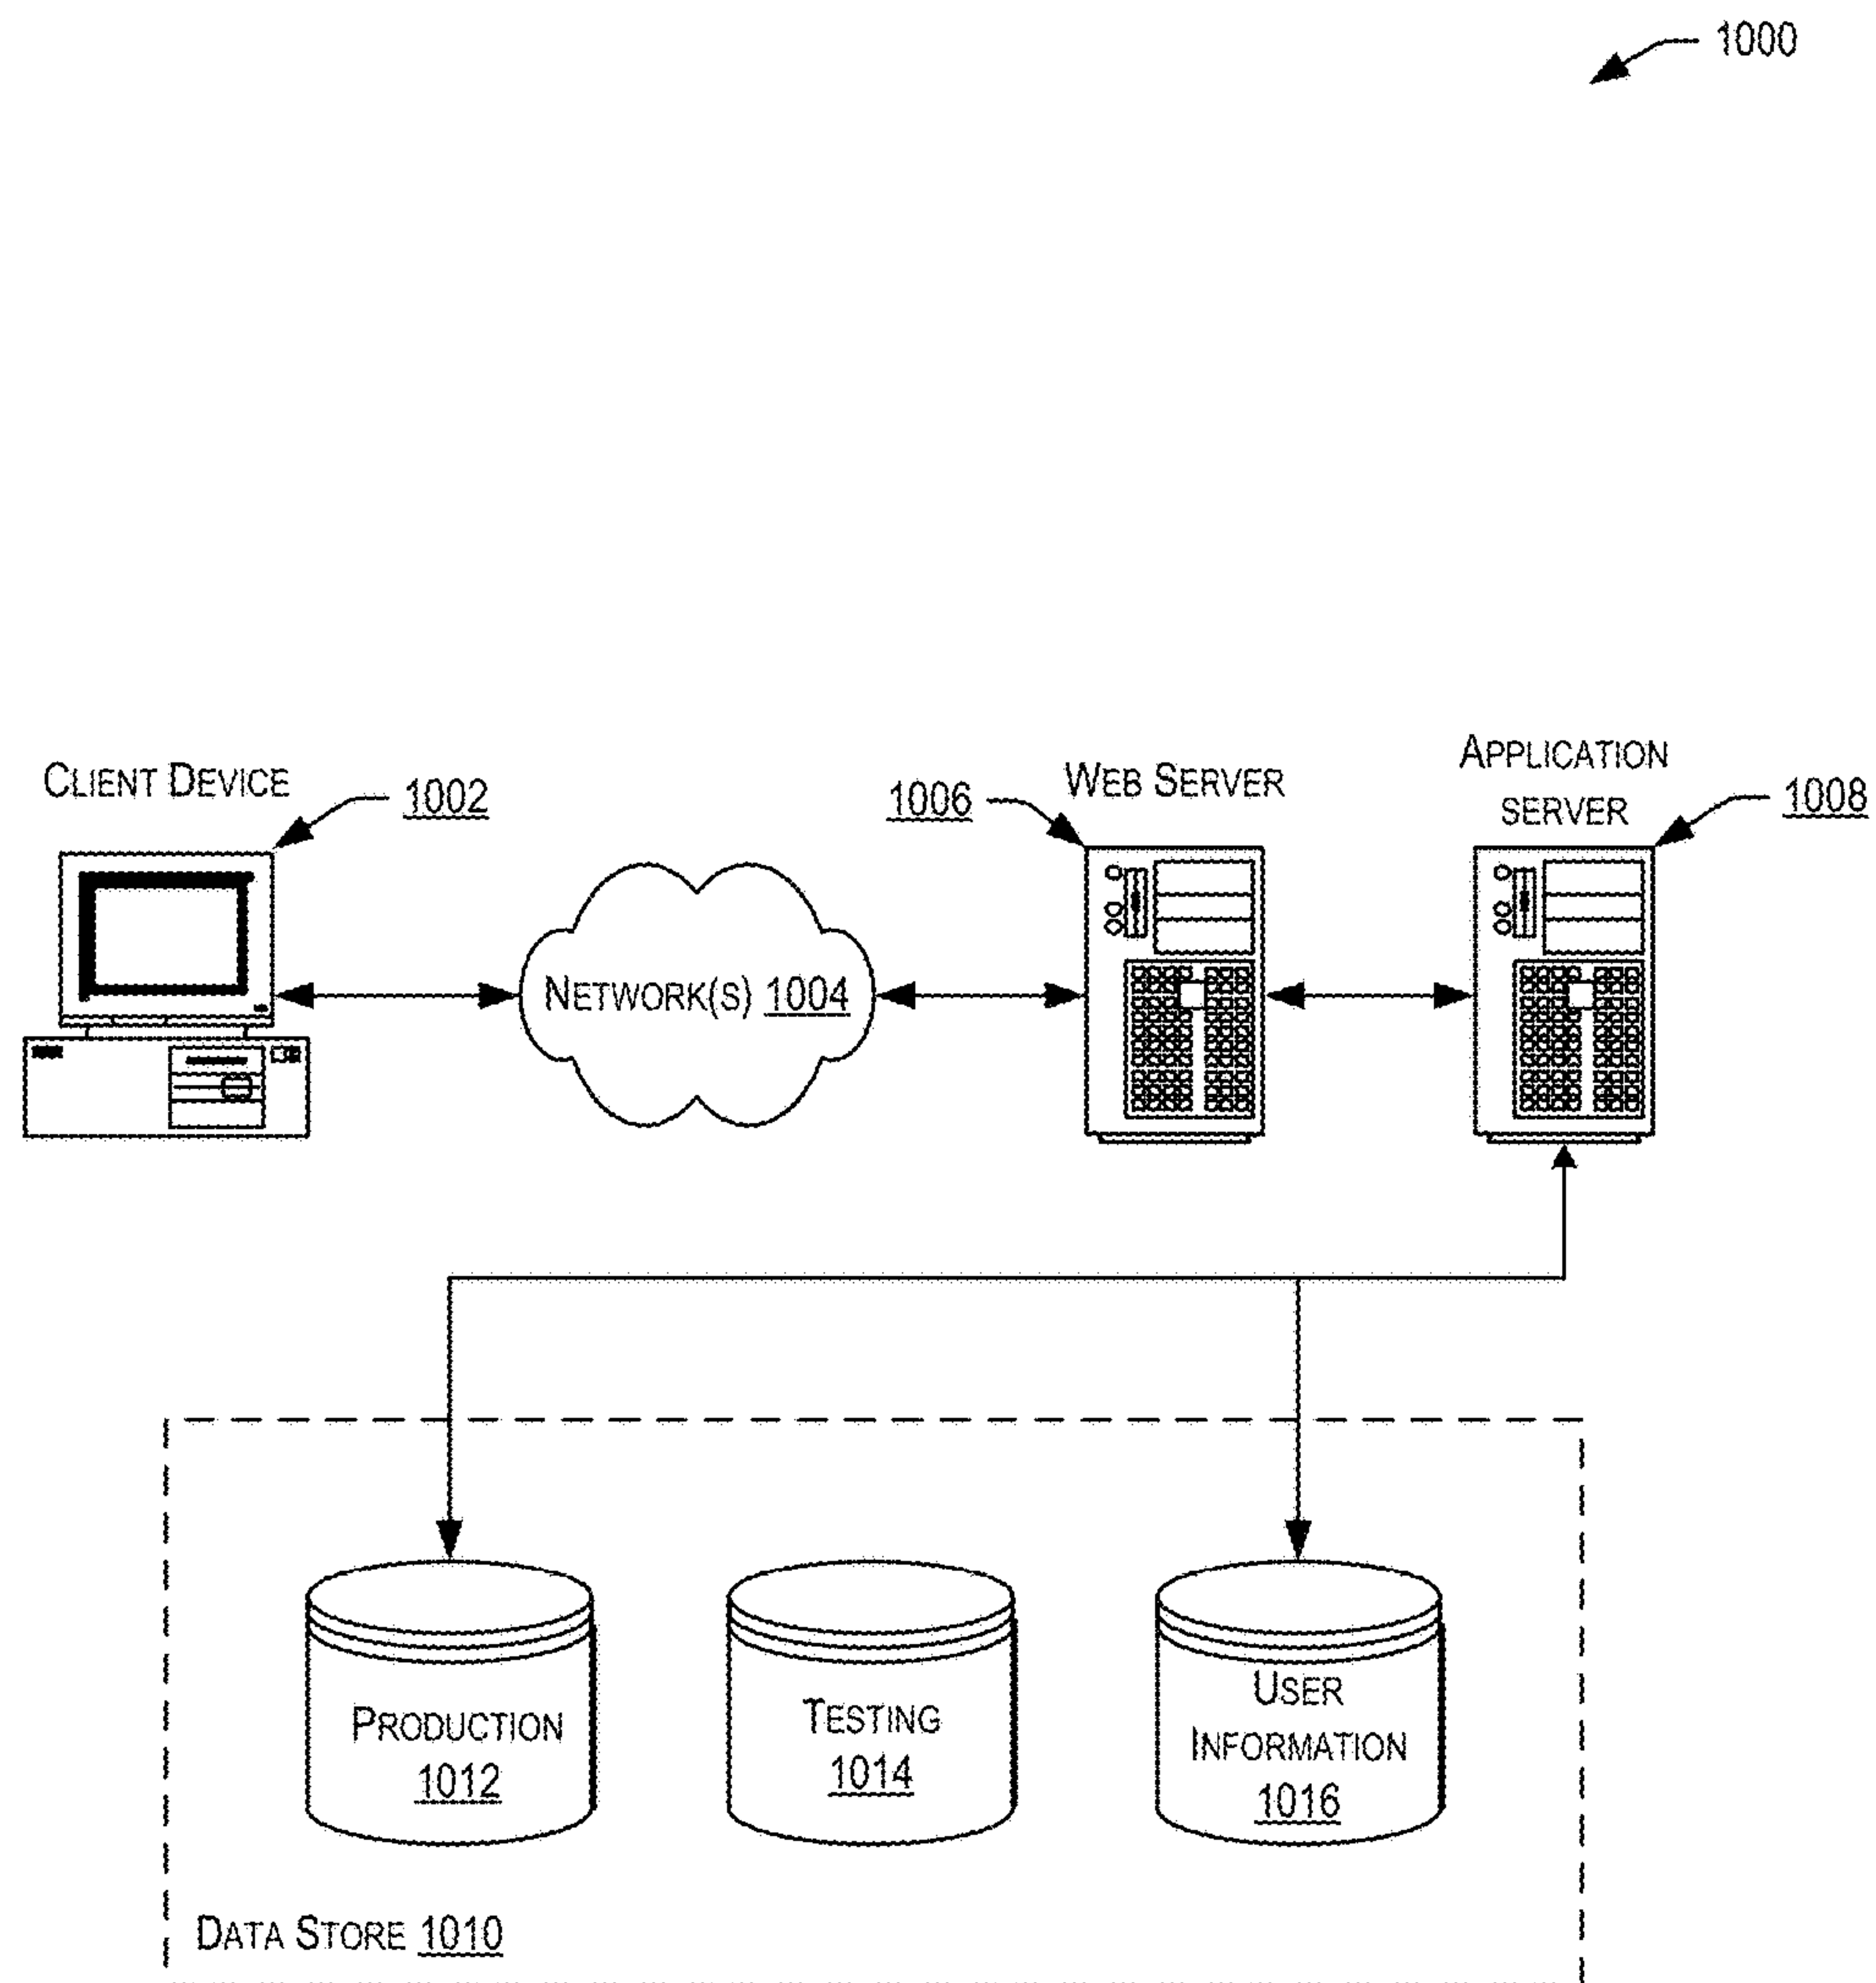 1000
CLIENT DEVICE
1002
1006
WEB SERVER
APPLICATION
SERVER
1008
NETWORK(S) 1004
PRODUCTION
1012
TESTING
1014
USER
INFORMATION
1016
DATA STORE 1010